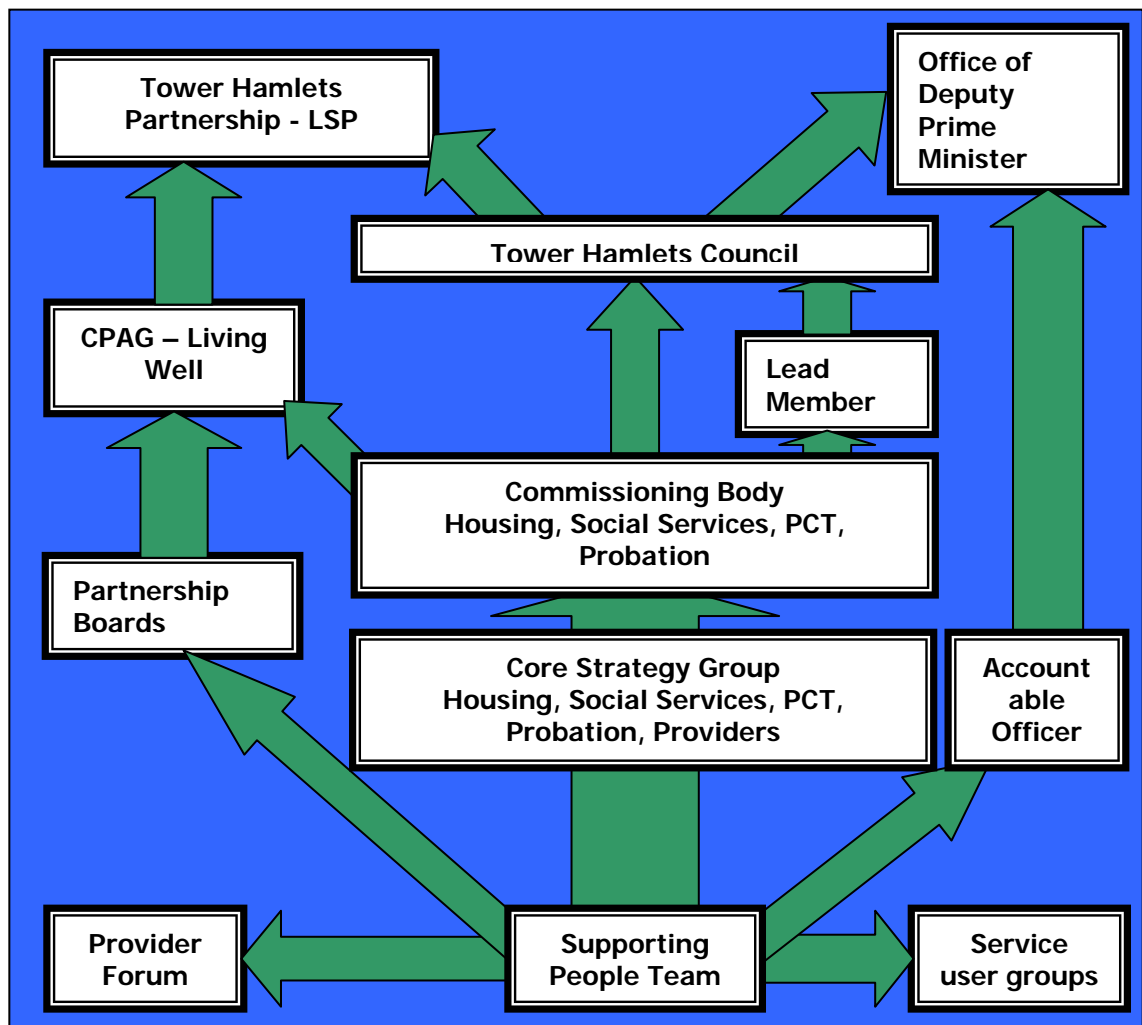 Tower Hamlets
Partnership - LSP
Office of
Deputy
Prime
Minister
Tower Hamlets Council
CPAG – Living
Well
Lead
Member
Commissioning Body
Housing, Social Services, PCT,
Probation
Partnership
Boards
Core Strategy Group
Housing, Social Services, PCT,
Probation, Providers
Account
able
Officer
Provider
Forum
Supporting
People Team
Service
user groups